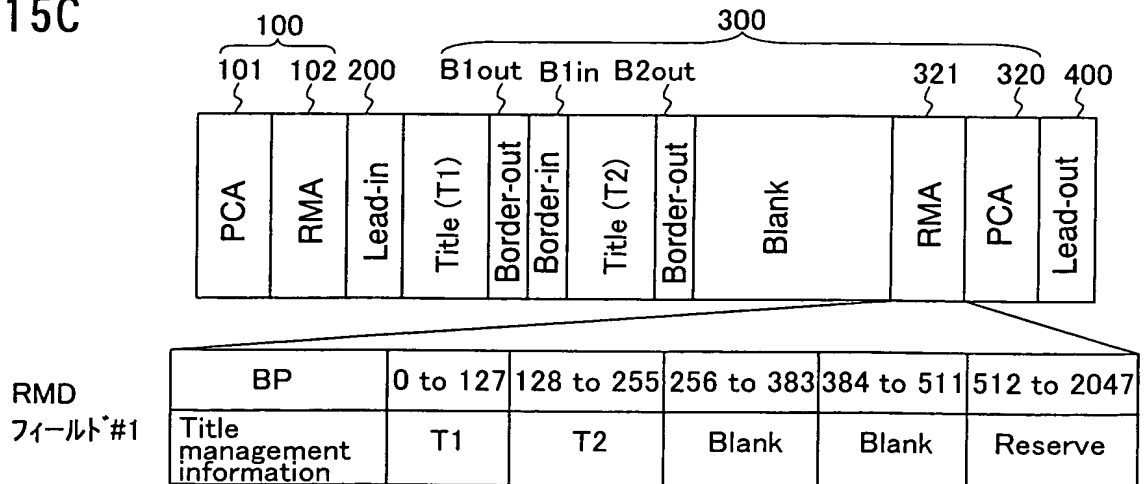 15C
100
300
101 102 200 B1out B1in B2out 321 320 400
PCA
RMA
Lead-in
Title (T1)
Border-out
Border-in
Title (T2)
Border-out
Blank
RMA
PCA
Lead-out
RMD
フィールド#1
BP 0 to 127 128 to 255 256 to 383 384 to 511 512 to 2047
Title management information T1 T2 Blank Blank Reserve